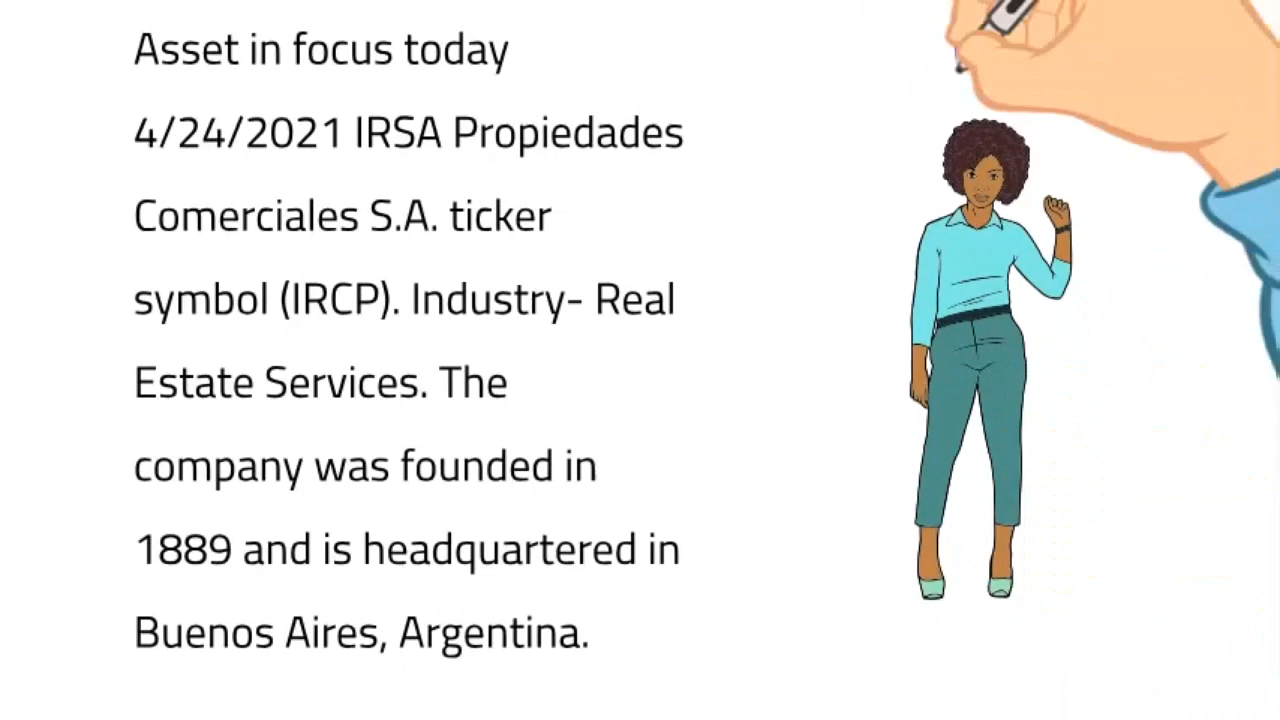 Asset in focus today
4/24/2021 IRSA Propiedades
Comerciales S.A. ticker
symbol (IRCP). Industry- Real
Estate Services. The
company was founded in
1889 and is headquartered in
Buenos Aires, Argentina.